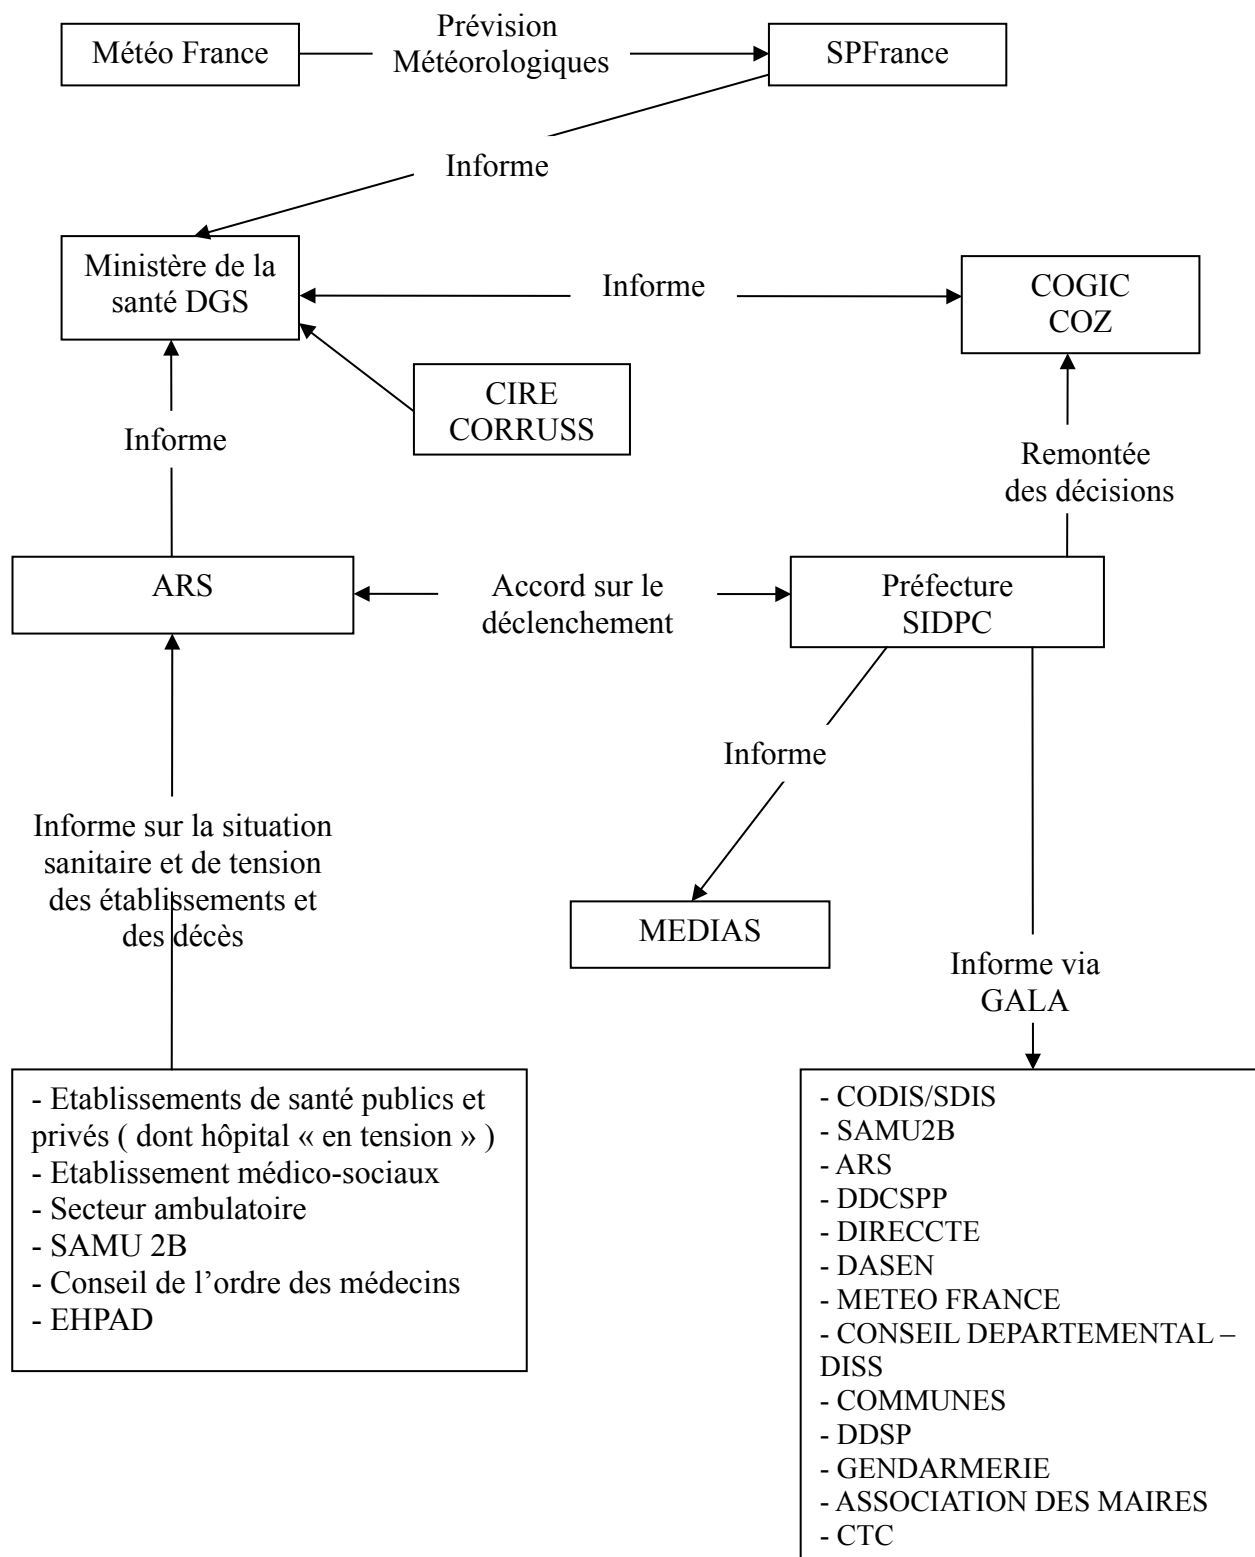 Météo France
Prévision
Météorologiques
SPFrance
Informe
Ministère de la
santé DGS
Informe
COGIC
COZ
CIRE
CORRUSS
Informe
Remontée
des décisions
ARS
Accord sur le
déclenchement
Préfecture
SIDPC
Informe
Informe sur la situation
sanitaire et de tension
des établissements et
des décès
MEDIAS
Informe via
GALA
- Etablissements de santé publics et
privés ( dont hôpital « en tension » )
- Etablissement médico-sociaux
- Secteur ambulatoire
- SAMU 2B
- Conseil de l’ordre des médecins
- EHPAD
- CODIS/SDIS
- SAMU2B
- ARS
- DDCSPP
- DIRECCTE
- DASEN
- METEO FRANCE
- CONSEIL DEPARTEMENTAL –
DISS
- COMMUNES
- DDSP
- GENDARMERIE
- ASSOCIATION DES MAIRES
- CTC